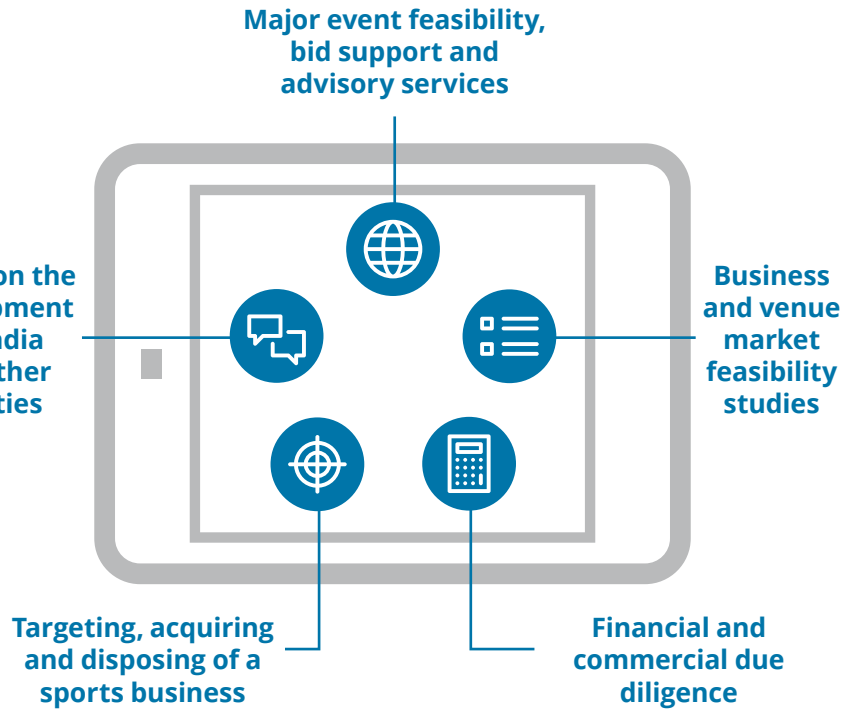 Major event feasibility,
bid support and
advisory services
on the
Business
and venue
market
feasibility
studies
Targeting, acquiring
and disposing of a
sports business
Financial and
commercial due
diligence